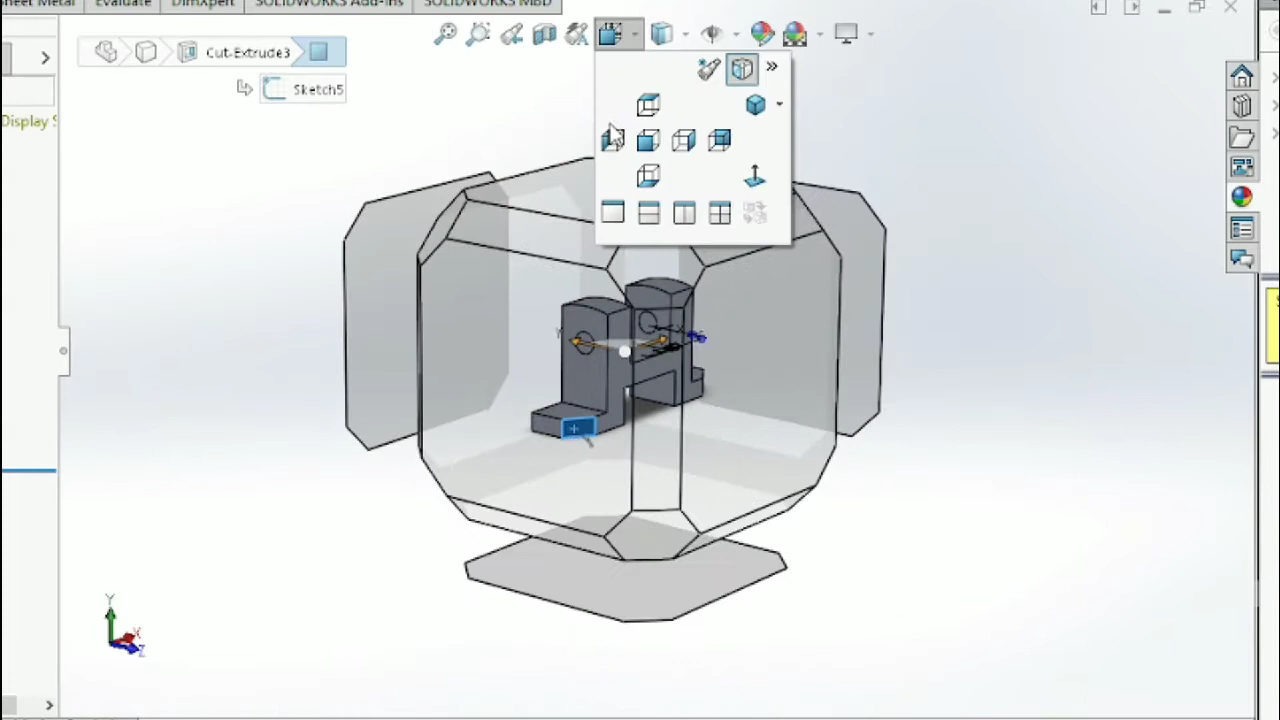 Sheet Metal Evaluate DimXpert SOLIDWORKS Add-Ins SOLIDWORKS MBD
Cut-Extrude3
Sketch5
Display S
Y
Y
X
Z